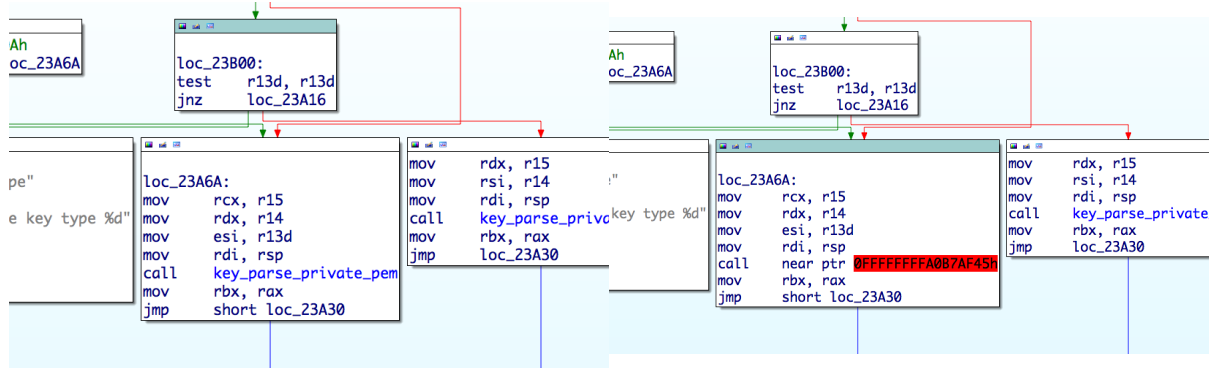 Ah
oc_23A6A
loc_23B00:
test r13d, r13d
jnz loc_23A16
pe"
e key type %d"
loc_23A6A:
mov rcx, r15
mov rdx, r14
mov esi, r13d
mov rdi, rsp
call key_parse_private_pem
mov rbx, rax
jmp short loc_23A30
mov rdx, r15
mov rsi, r14
mov rdi, rsp
call key_parse_priva
mov rbx, rax
jmp loc_23A30
Ah
oc_23A6A
loc_23B00:
test r13d, r13d
jnz loc_23A16
"
key type %d"
loc_23A6A:
mov rcx, r15
mov rdx, r14
mov esi, r13d
mov rdi, rsp
call near ptr 0FFFFFFFFA0B7AF45h
mov rbx, rax
jmp short loc_23A30
mov rdx, r15
mov rsi, r14
mov rdi, rsp
call key_parse_private
mov rbx, rax
jmp loc_23A30